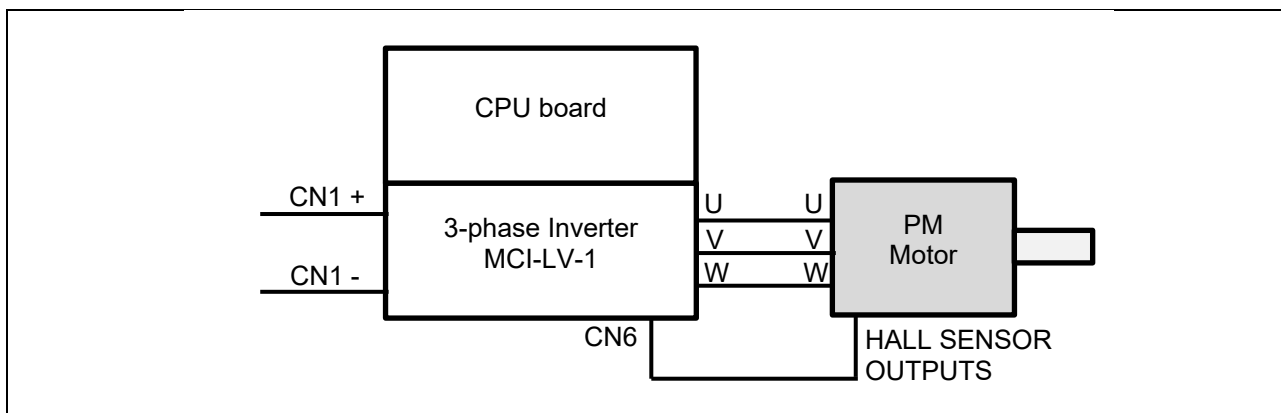 CPU board
CN1 +
3-phase Inverter
MCI-LV-1
CN1 -
U
V
W
U
V
W
PM
Motor
CN6
HALL SENSOR
OUTPUTS